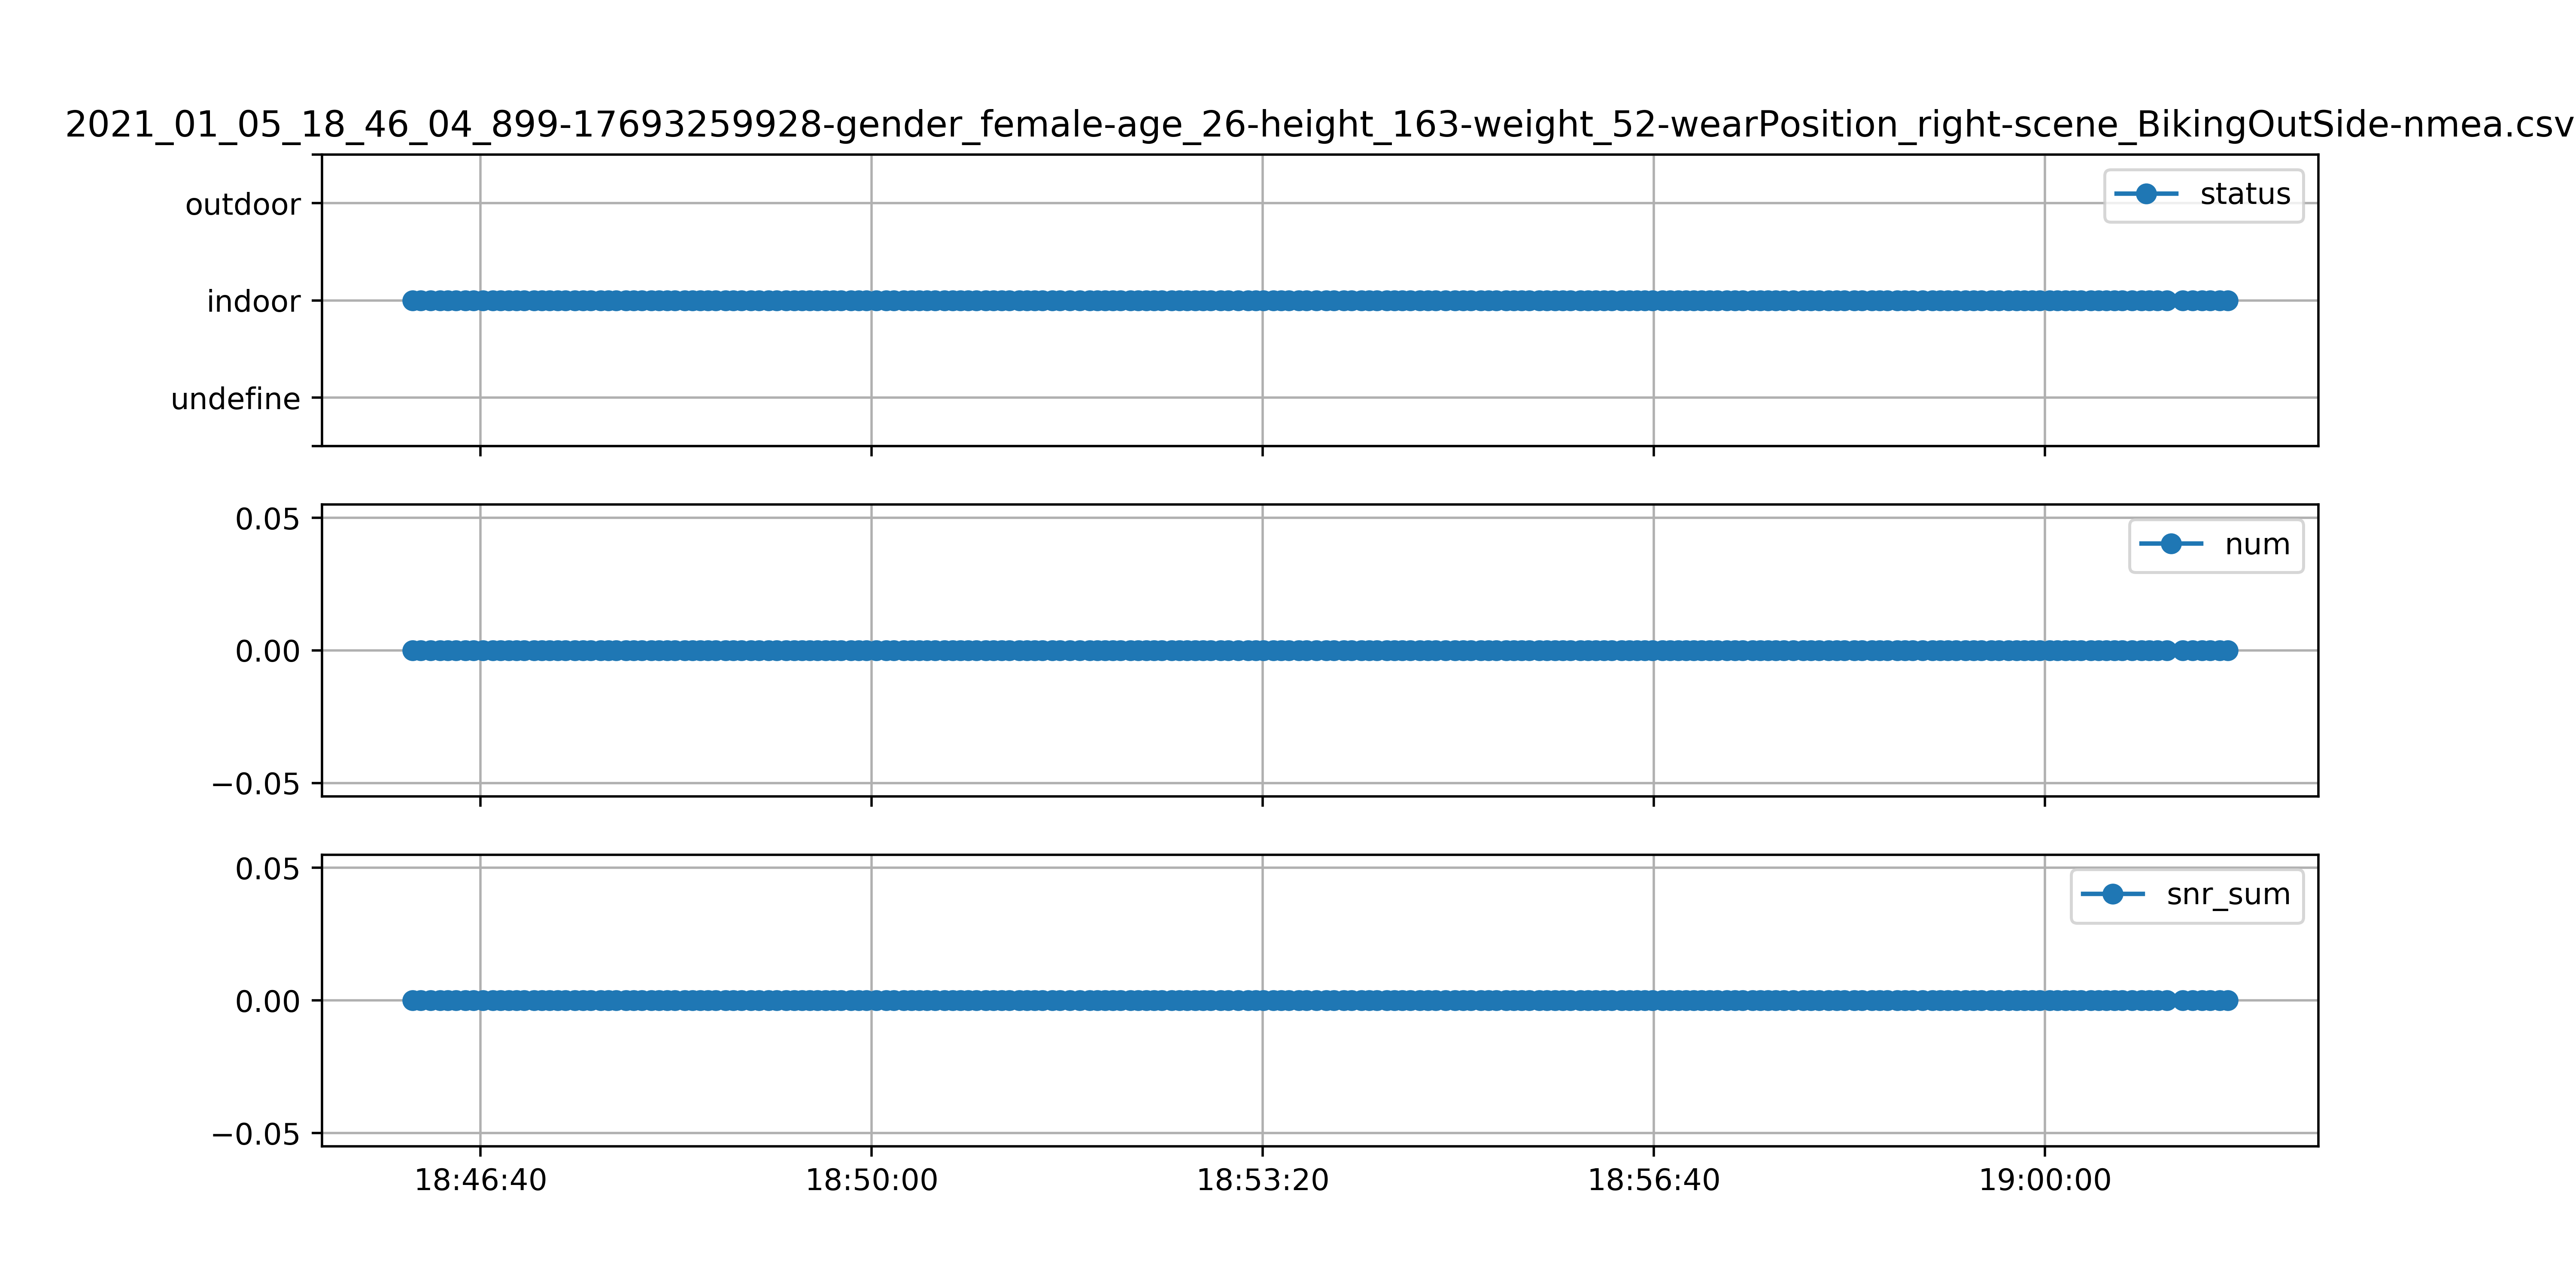 2021_01_05_18_46_04_899-17693259928-gender_female-age_26-height_163-weight_52-wearPosition_right-scene_BikingOutSide-nmea.csv
outdoor
status
indoor
undefine
0.05
num
0.00
−0.05
0.05
snr_sum
0.00
−0.05
18:46:40 18:50:00 18:53:20 18:56:40 19:00:00